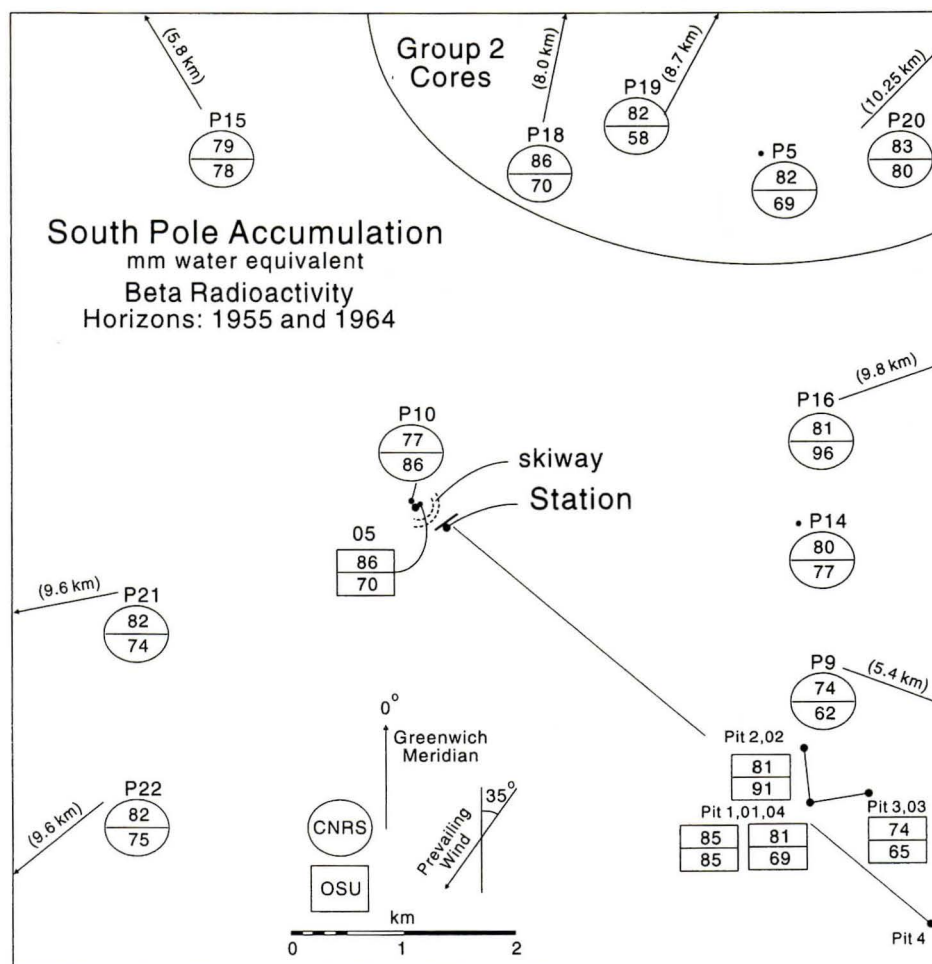 (5.8 km)
Group 2
Cores
(8.0 km)
(8.7 km)
(10.25 km)
P15
79
78
P18
86
70
P19
82
58
P5
82
69
P20
83
80
South Pole Accumulation
mm water equivalent
Beta Radioactivity
Horizons: 1955 and 1964
(9.8 km)
P10
77
86
P16
81
96
skiway
Station
05
86
70
P14
80
77
(9.6 km)
P21
82
74
P9
74
62
(5.4 km)
0°
Greenwich
Meridian
Pit 2,02
81
91
P22
82
75
(9.6 km)
CNRS
OSU
35°
Prevailing
Wind
Pit 1,01,04
85
85
81
69
Pit 3,03
74
65
Pit 4
km
0 1 2